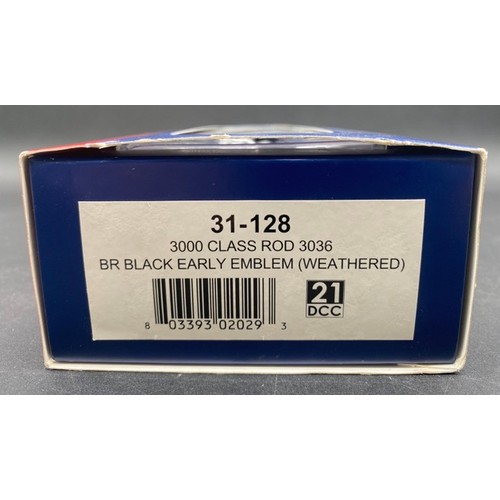 31-128
3000 CLASS ROD 3036
BR BLACK EARLY EMBLEM (WEATHERED)
21
DCC
8 03393 02029 3